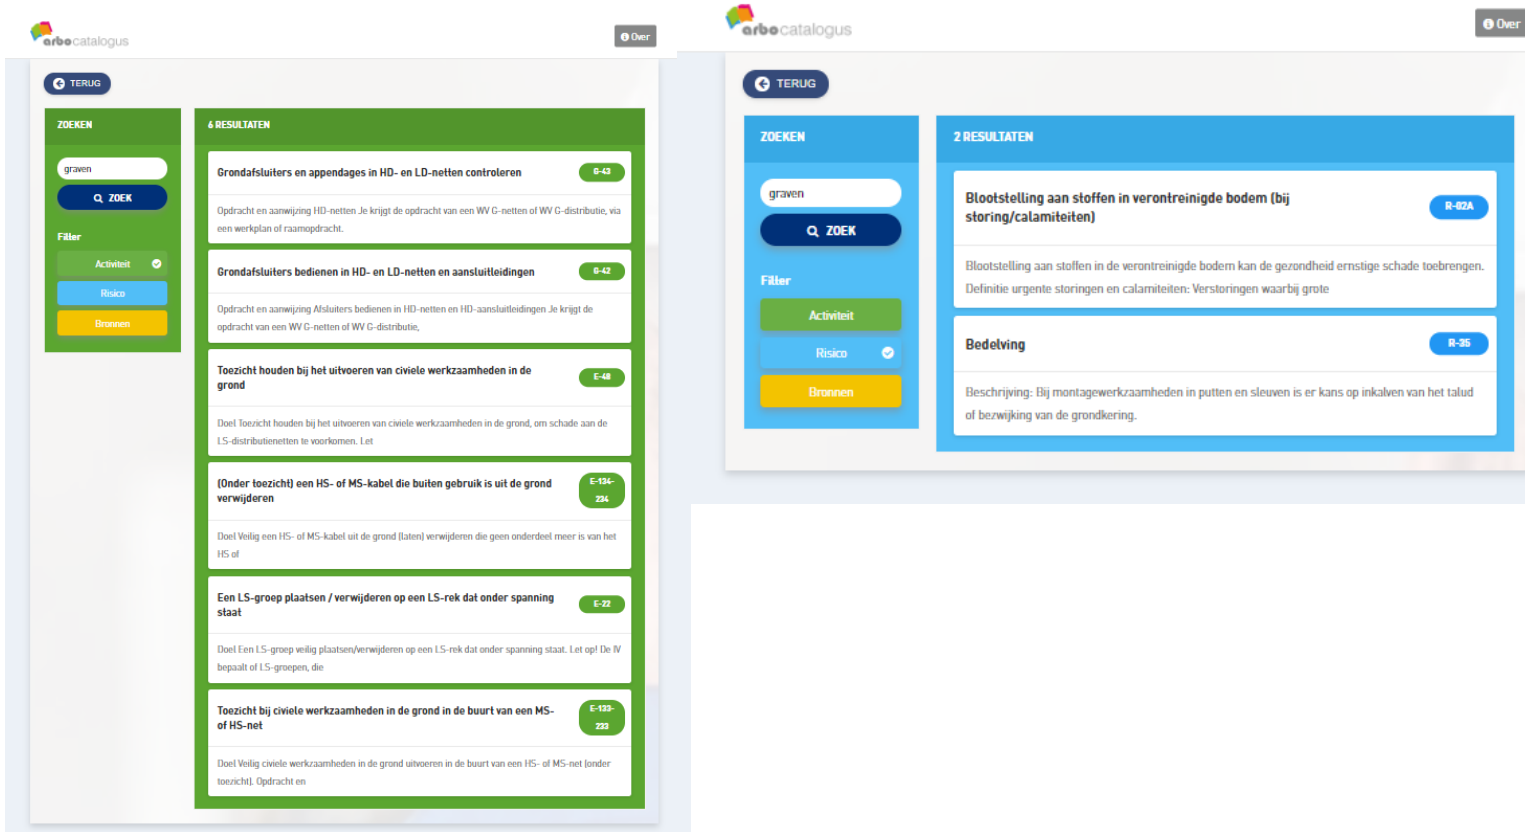 arbocatalogus
Over
TERUG
ZOEKEN
graven
ZOEK
Filter
Activiteit
Risico
Bronnen
6 RESULTATEN
Grondafsluiters en appendages in HD- en LD-netten controleren
G-43
Opdracht en aanwijzing HD-netten Je krijgt de opdracht van een WV G-netten of WV G-distributie, via
een werkplan of raamopdracht.
Grondafsluiters bedienen in HD- en LD-netten en aansluitleidingen
G-42
Opdracht en aanwijzing Afsluiters bedienen in HD-netten en HD-aansluitleidingen Je krijgt de
opdracht van een WV G-netten of WV G-distributie,
Toezicht houden bij het uitvoeren van civiele werkzaamheden in de
grond
E-48
Doel Toezicht houden bij het uitvoeren van civiele werkzaamheden in de grond, om schade aan de
LS-distributienetten te voorkomen. Let
(Onder toezicht) een HS- of MS-kabel die buiten gebruik is uit de grond
verwijderen
E-134-
234
Doel Veilig een HS- of MS-kabel uit de grond (laten) verwijderen die geen onderdeel meer is van het
HS of
Een LS-groep plaatsen / verwijderen op een LS-rek dat onder spanning
staat
E-22
Doel Een LS-groep veilig plaatsen/verwijderen op een LS-rek dat onder spanning staat. Let op! De IV
bepaalt of LS-groepen, die
Toezicht bij civiele werkzaamheden in de grond in de buurt van een MS-
of HS-net
E-133-
233
Doel Veilig civiele werkzaamheden in de grond uitvoeren in de buurt van een HS- of MS-net (onder
toezicht). Opdracht en
arbocatalogus
Over
TERUG
ZOEKEN
graven
ZOEK
Filter
Activiteit
Risico
Bronnen
2 RESULTATEN
Blootstelling aan stoffen in verontreinigde bodem (bij
storing/calamiteiten)
R-02A
Blootstelling aan stoffen in de verontreinigde bodem kan de gezondheid ernstige schade toebrengen.
Definitie urgente storingen en calamiteiten: Verstoringen waarbij grote
Bedelving
R-35
Beschrijving: Bij montagewerkzaamheden in putten en sleuven is er kans op inkalven van het talud
of bezwijking van de grondkering.